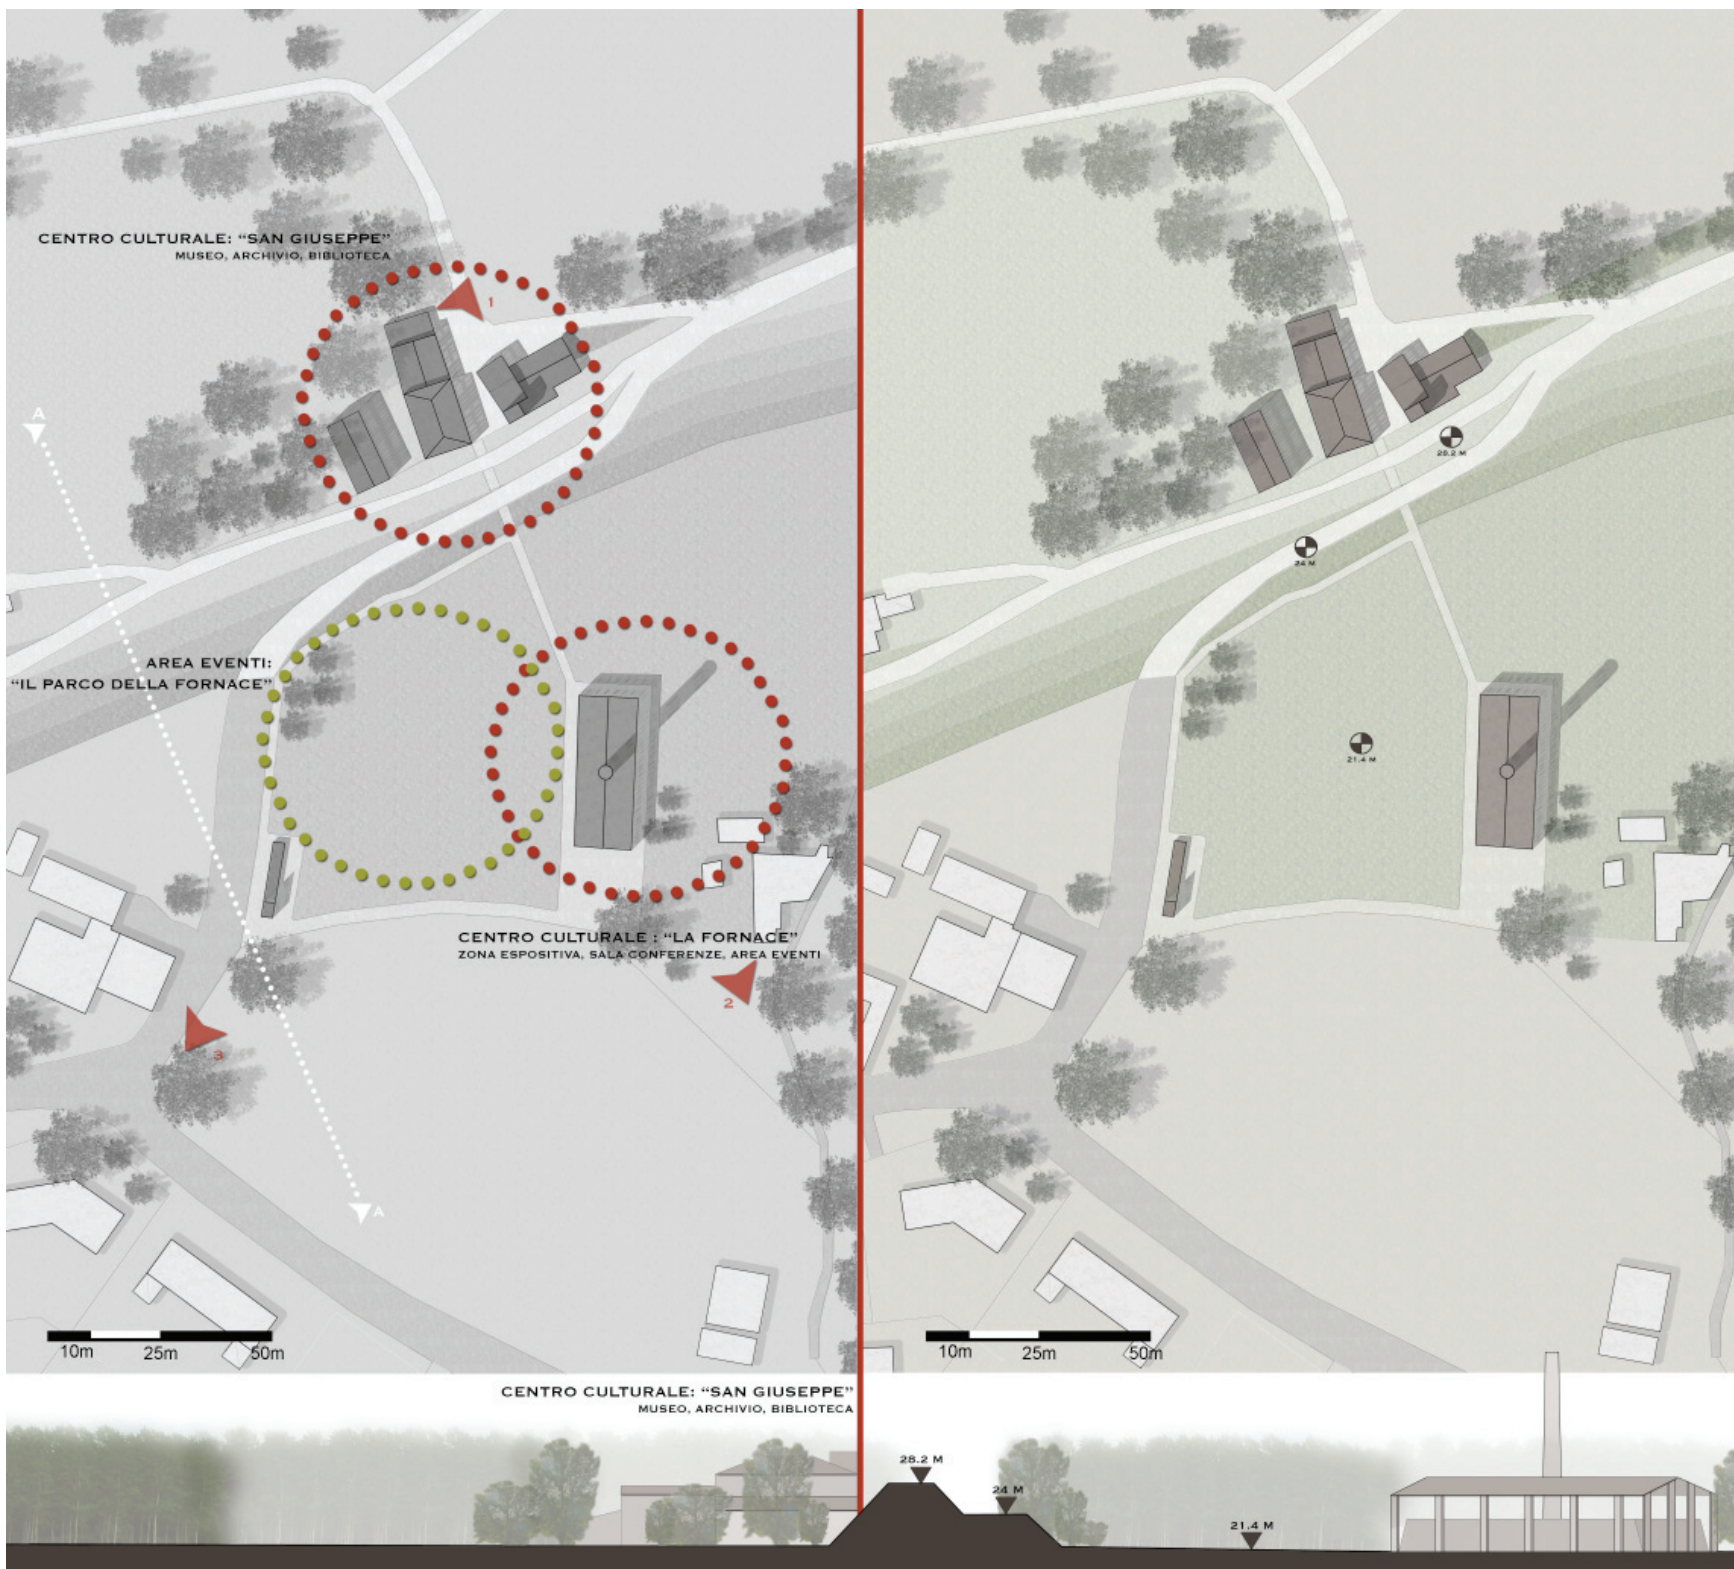 CENTRO CULTURALE: “SAN GIUSEPPE”
MUSEO, ARCHIVIO, BIBLIOTECA
1
A
AREA EVENTI:
“IL PARCO DELLA FORNACE”
CENTRO CULTURALE : “LA FORNACE”
ZONA ESPOSITIVA, SALA CONFERENZE, AREA EVENTI
2
3
A
10m 25m 50m
28.2 M
24 M
21.4 M
10m 25m 50m
CENTRO CULTURALE: “SAN GIUSEPPE”
MUSEO, ARCHIVIO, BIBLIOTECA
28.2 M
24 M
21.4 M